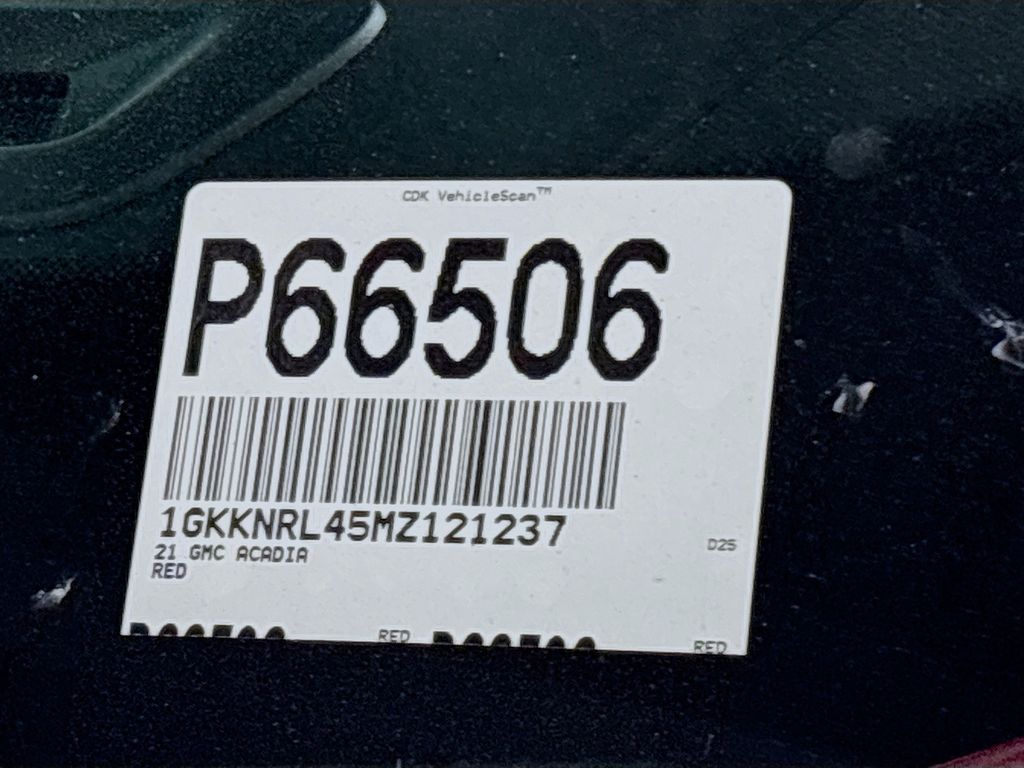 CDK VehicleScan™
P66506
1GKKNRL45MZ121237
21 GMC ACADIA
RED
D25
RED
RED